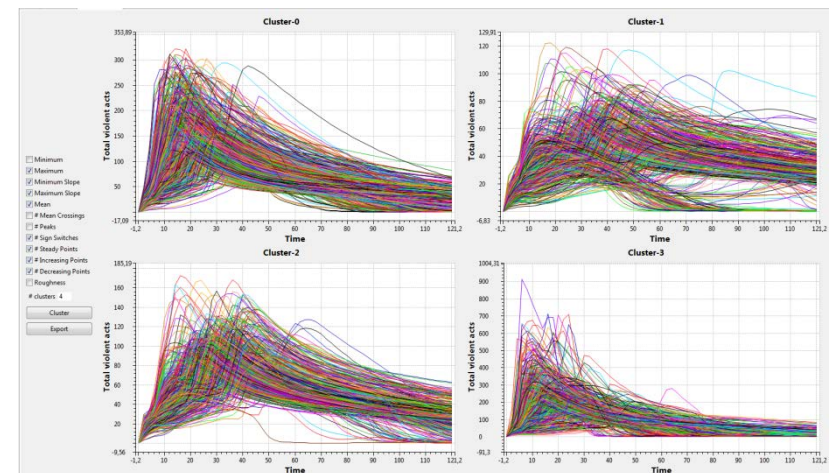 Cluster-0
353,89
300
250
200
150
100
50
-17,09
Total violent acts
-1,2 10 20 30 40 50 60 70 80 90 100 110 121,2
Time
Cluster-1
129,91
120
100
80
60
40
20
-6,83
Total violent acts
-1,2 10 20 30 40 50 60 70 80 90 100 110 121,2
Time
Minimum
Maximum
Minimum Slope
Maximum Slope
Mean
# Mean Crossings
# Peaks
# Sign Switches
# Steady Points
# Increasing Points
# Decreasing Points
Roughness
# clusters 4
Cluster
Export
Cluster-2
185,19
160
140
120
100
80
60
40
20
-9,56
Total violent acts
-1,2 10 20 30 40 50 60 70 80 90 100 110 121,2
Time
Cluster-3
1004,31
900
800
700
600
500
400
300
200
100
0
-91,3
Total violent acts
-1,2 10 20 30 40 50 60 70 80 90 100 110 121,2
Time